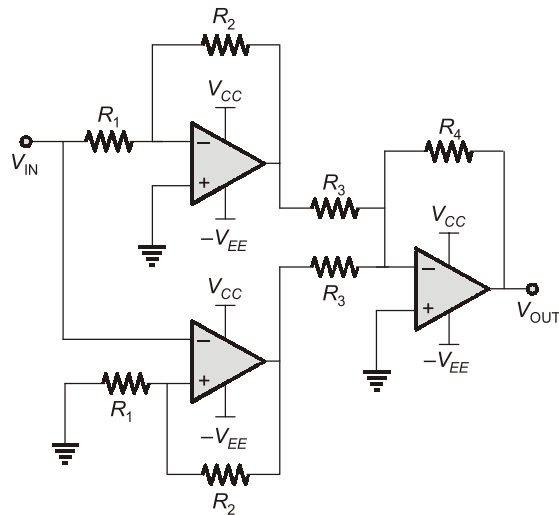 R2
VCC
R1
VIN
−
+
−VEE
R4
R3
VCC
R3
−
+
VOUT
−VEE
VCC
−
+
R1
−VEE
R2